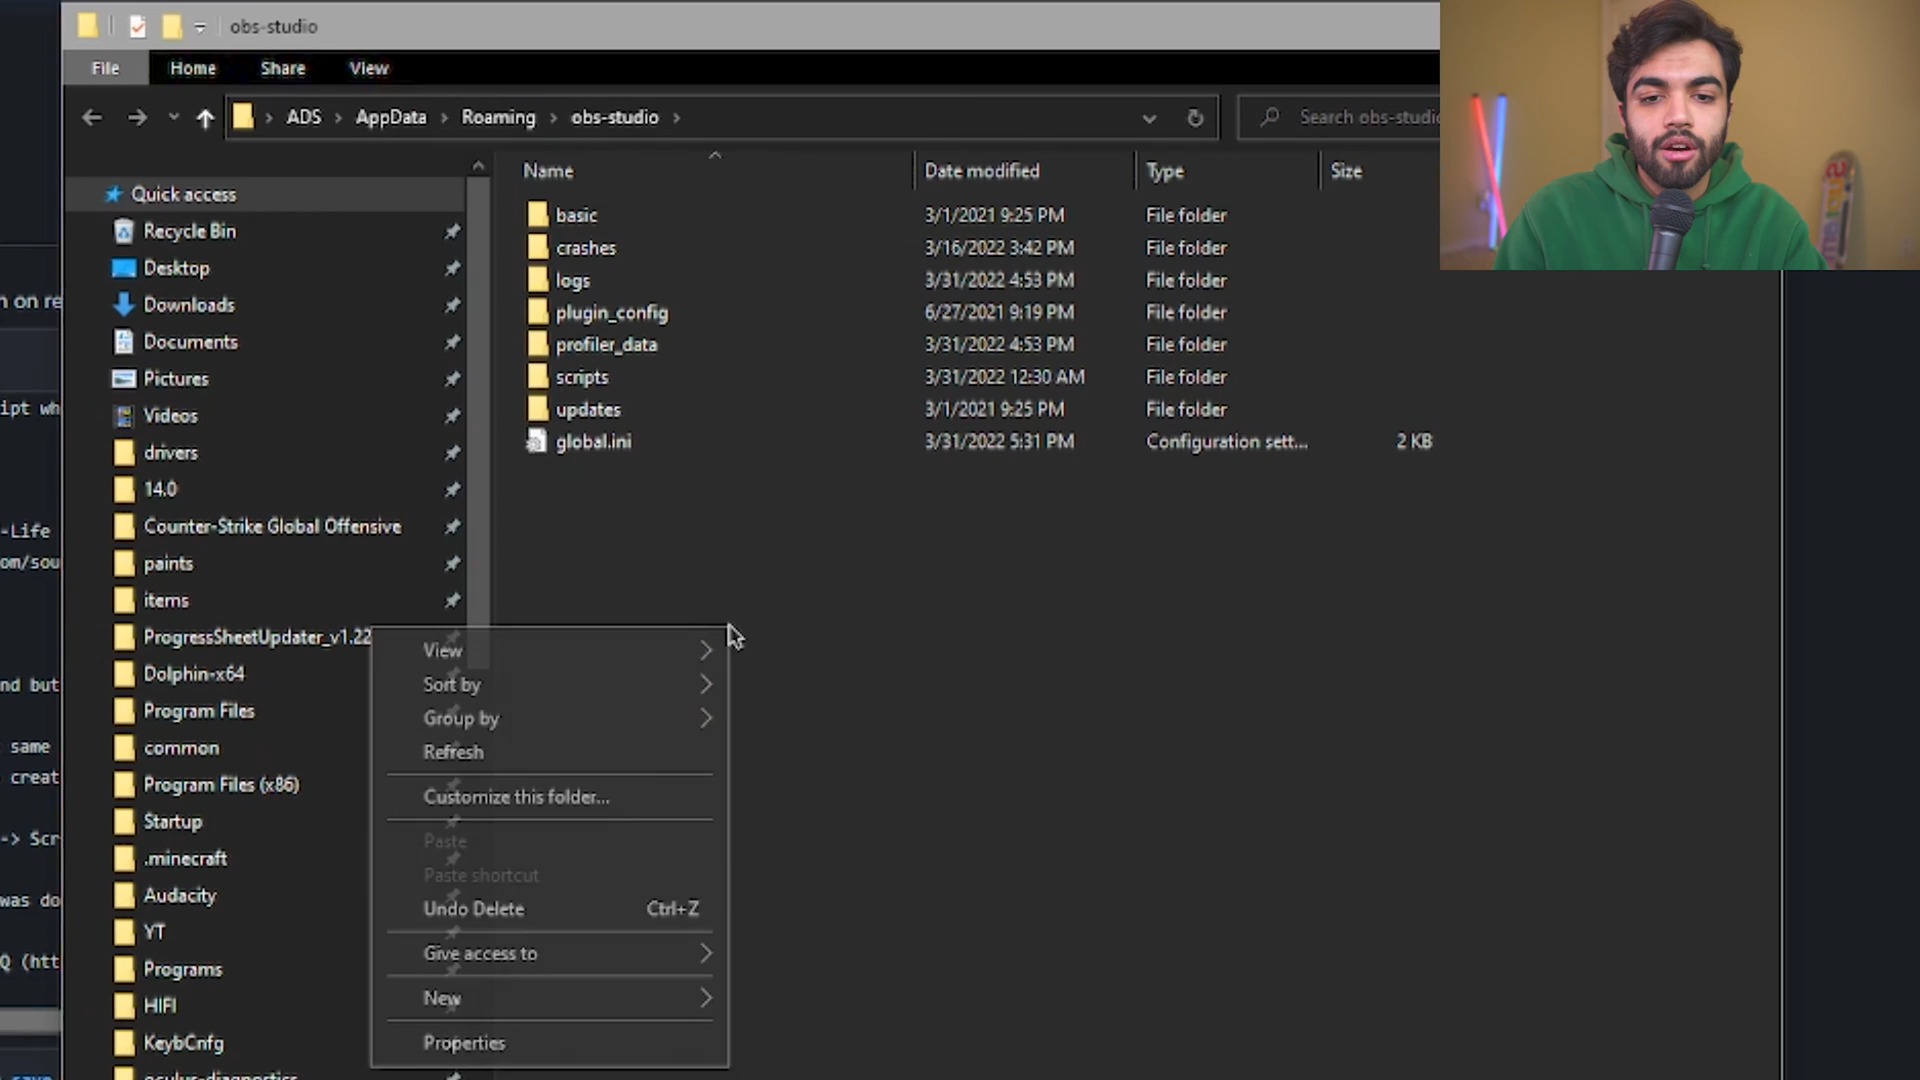 obs-studio
File Home Share View
ADS > AppData > Roaming > obs-studio >
Search obs-studio
Name Date modified Type Size
Quick access
Recycle Bin
Desktop
Downloads
Documents
Pictures
Videos
drivers
14.0
Counter-Strike Global Offensive
paints
items
ProgressSheetUpdater_v1.22
Dolphin-x64
Program Files
common
Program Files (x86)
Startup
.minecraft
Audacity
YT
Programs
HIFI
KeybCnfg
oculus-diagnostics
basic 3/1/2021 9:25 PM File folder
crashes 3/16/2022 3:42 PM File folder
logs 3/31/2022 4:53 PM File folder
plugin_config 6/27/2021 9:19 PM File folder
profiler_data 3/31/2022 4:53 PM File folder
scripts 3/31/2022 12:30 AM File folder
updates 3/1/2021 9:25 PM File folder
global.ini 3/31/2022 5:31 PM Configuration sett... 2 KB
View
Sort by
Group by
Refresh
Customize this folder...
Paste
Paste shortcut
Undo Delete Ctrl+Z
Give access to
New
Properties
n on re
ipt wh
-Life
om/sou
nd but
same
creat
-> Scr
was do
Q (htt